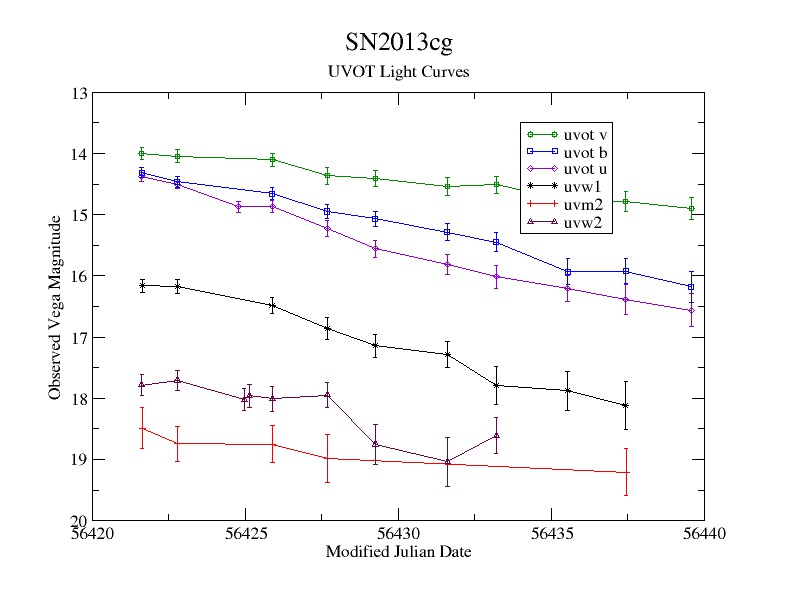 SN2013cg
UVOT Light Curves
13
14
15
16
17
18
19
20
Observed Vega Magnitude
uvot v
uvot b
uvot u
uvw1
uvm2
uvw2
56420
56425
56430
56435
56440
Modified Julian Date